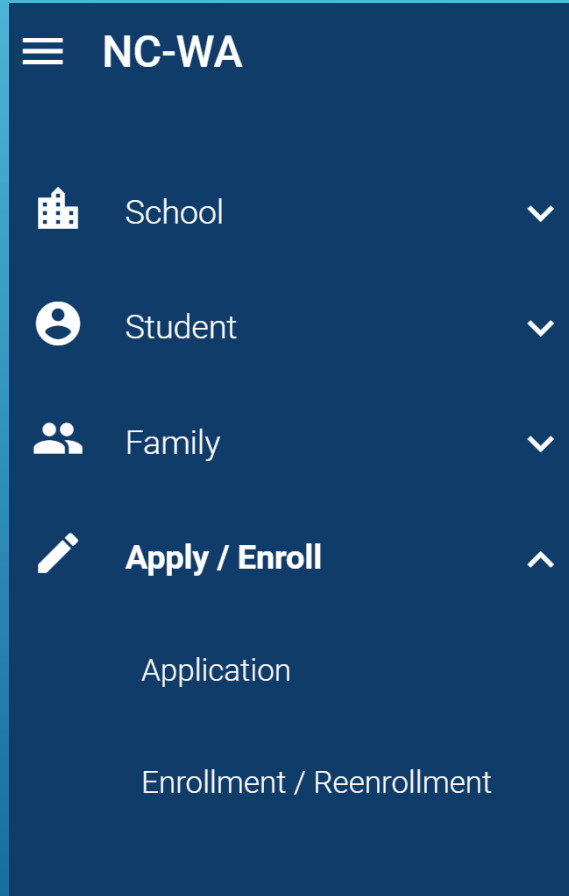 NC-WA
School
Student
Family
Apply / Enroll
Application
Enrollment / Reenrollment